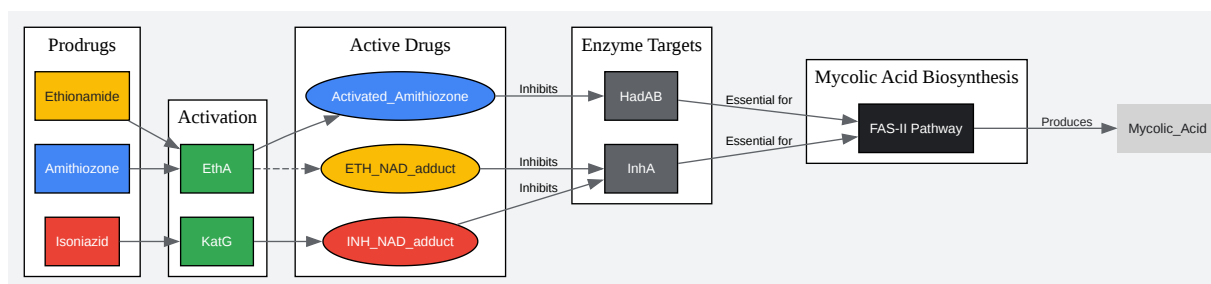 Prodrugs
Ethionamide
Amithiozone
Isoniazid
Activation
EthA
KatG
Active Drugs
Activated_Amithiozone
ETH_NAD_adduct
INH_NAD_adduct
Inhibits
Inhibits
Inhibits
Enzyme Targets
HadAB
InhA
Essential for
Essential for
Mycolic Acid Biosynthesis
FAS-II Pathway
Produces
Mycolic_Acid